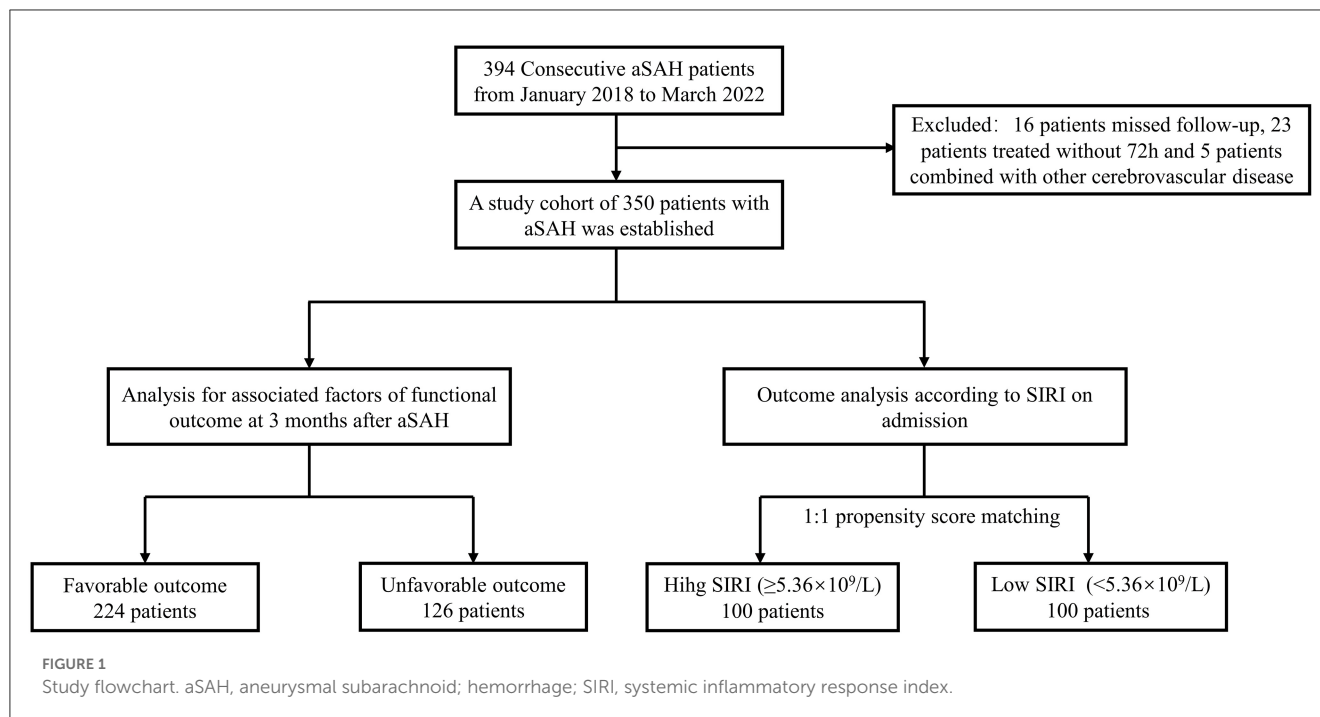 394 Consecutive aSAH patients
from January 2018 to March 2022
Excluded：16 patients missed follow-up, 23
patients treated without 72h and 5 patients
combined with other cerebrovascular disease
A study cohort of 350 patients with
aSAH was established
Analysis for associated factors of functional
outcome at 3 months after aSAH
Outcome analysis according to SIRI on
admission
1:1 propensity score matching
Favorable outcome
224 patients
Unfavorable outcome
126 patients
Hihg SIRI (≥5.36×10⁹/L)
100 patients
Low SIRI (<5.36×10⁹/L)
100 patients
FIGURE 1
Study flowchart. aSAH, aneurysmal subarachnoid; hemorrhage; SIRI, systemic inflammatory response index.